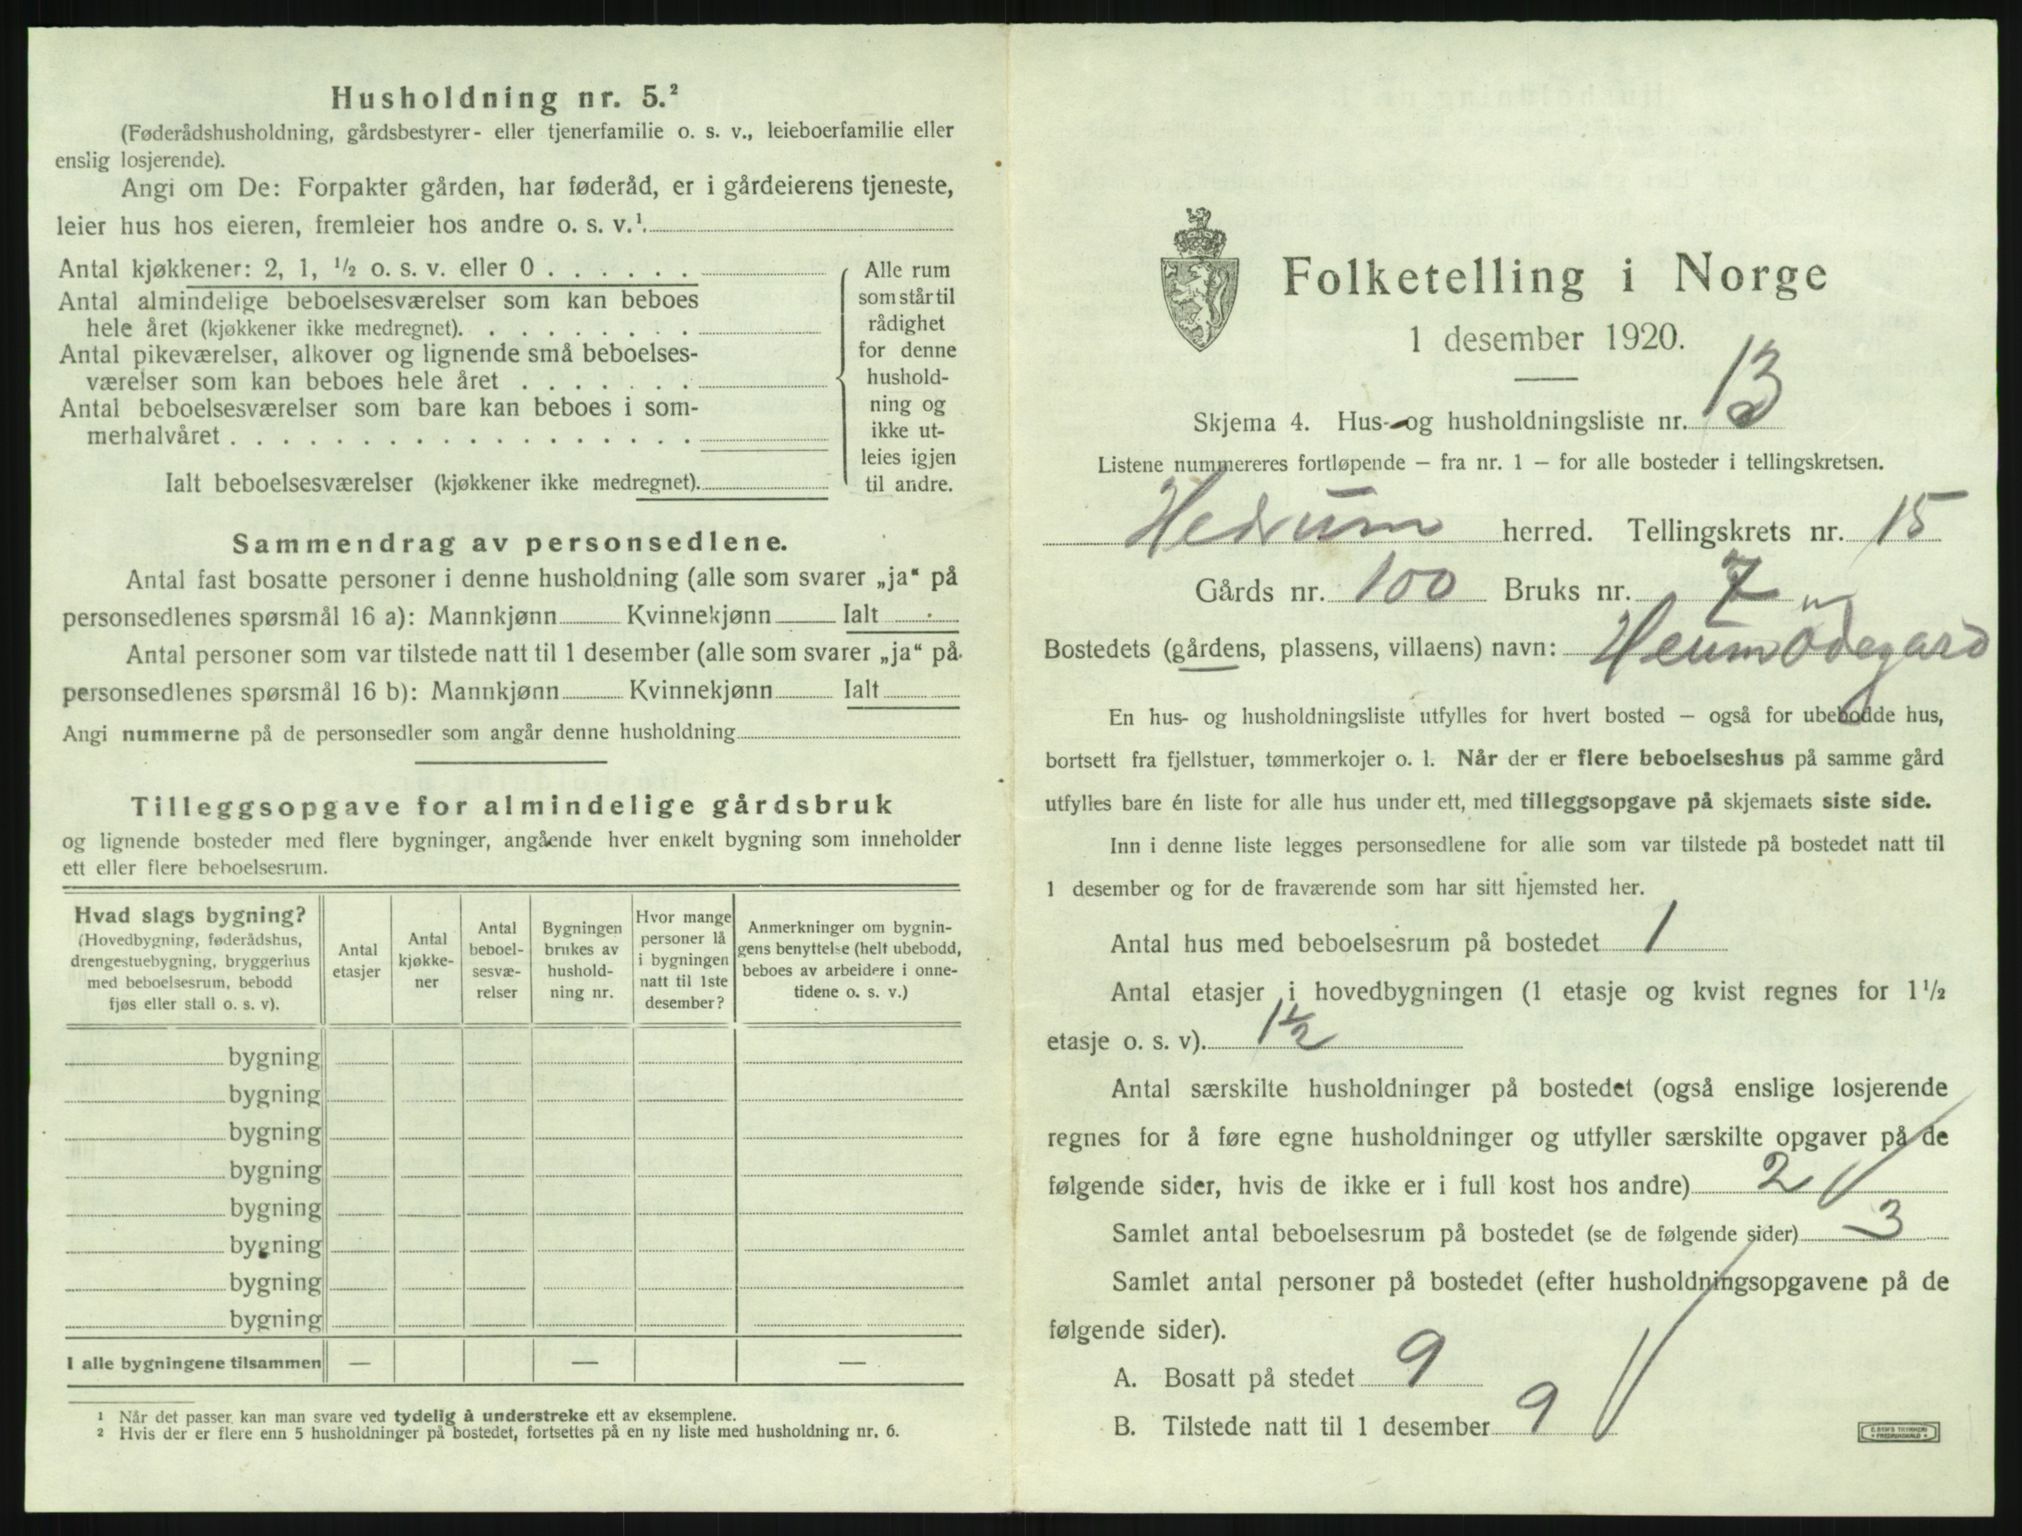 Husholdning nr. 5.²
(Føderådshusholdning, gårdsbestyrer- eller tjenerfamilie o. s. v., leieboerfamilie eller
enslig losjerende).
Angi om De: Forpakter gården, har føderåd, er i gårdeierens tjeneste,
leier hus hos eieren, fremleier hos andre o. s. v.¹
Antal kjøkkener: 2, 1, ½ o. s. v. eller 0
Antal almindelige beboelsesværelser som kan beboes
hele året (kjøkkener ikke medregnet).
Antal pikeværelser, alkover og lignende små beboelses-
værelser som kan beboes hele året
Antal beboelsesværelser som bare kan beboes i som-
merhalvåret
Ialt beboelsesværelser (kjøkkener ikke medregnet).
Alle rum
som står til
rådighet
for denne
hushold-
ning og
ikke ut-
leies igjen
til andre.
Sammendrag av personsedlene.
Antal fast bosatte personer i denne husholdning (alle som svarer „ja“ på
personsedlenes spørsmål 16 a): Mannkjønn Kvinnekjønn Ialt
Antal personer som var tilstede natt til 1 desember (alle som svarer „ja“ på
personsedlenes spørsmål 16 b): Mannkjønn Kvinnekjønn Ialt
Angi nummerne på de personsedler som angår denne husholdning
Tilleggsopgave for almindelige gårdsbruk
og lignende bosteder med flere bygninger, angående hver enkelt bygning som inneholder
ett eller flere beboelsesrum.
Hvad slags bygning?
(Hovedbygning, føderådshus,
drengestuebygning, bryggerhus
med beboelsesrum, bebodd
fjøs eller stall o. s. v).
Antal
etasjer
Antal
kjøkke-
ner
Antal
beboel-
sesvæ-
relser
Bygningen
brukes av
hushold-
ning nr.
Hvor mange
personer lå
i bygningen
natt til 1ste
desember?
Anmerkninger om bygnin-
gens benyttelse (helt ubebodd,
beboes av arbeidere i onne-
tidene o. s. v.)
bygning
bygning
bygning
bygning
bygning
bygning
bygning
bygning
I alle bygningene tilsammen — — —
¹ Når det passer kan man svare ved tydelig å understreke ett av eksemplene.
² Hvis der er flere enn 5 husholdninger på bostedet, fortsettes på en ny liste med husholdning nr. 6.
Folketelling i Norge
1 desember 1920.
Skjema 4. Hus- og husholdningsliste nr. 13
Listene nummereres fortløpende – fra nr. 1 – for alle bosteder i tellingskretsen.
Hedrum herred. Tellingskrets nr. 15
Gårds nr. 100 Bruks nr. 7
Bostedets (gårdens, plassens, villaens) navn: Heumødegard
En hus- og husholdningsliste utfylles for hvert bosted – også for ubebodde hus,
bortsett fra fjellstuer, tømmerkojer o. l. Når der er flere beboelseshus på samme gård
utfylles bare én liste for alle hus under ett, med tilleggsopgave på skjemaets siste side.
Inn i denne liste legges personsedlene for alle som var tilstede på bostedet natt til
1 desember og for de fraværende som har sitt hjemsted her.
Antal hus med beboelsesrum på bostedet 1
Antal etasjer i hovedbygningen (1 etasje og kvist regnes for 1½
etasje o. s. v). 1½
Antal særskilte husholdninger på bostedet (også enslige losjerende
regnes for å føre egne husholdninger og utfyller særskilte opgaver på de
følgende sider, hvis de ikke er i full kost hos andre) 2
Samlet antal beboelsesrum på bostedet (se de følgende sider) 3
Samlet antal personer på bostedet (efter husholdningsopgavene på de
følgende sider).
A. Bosatt på stedet 9
B. Tilstede natt til 1 desember 9